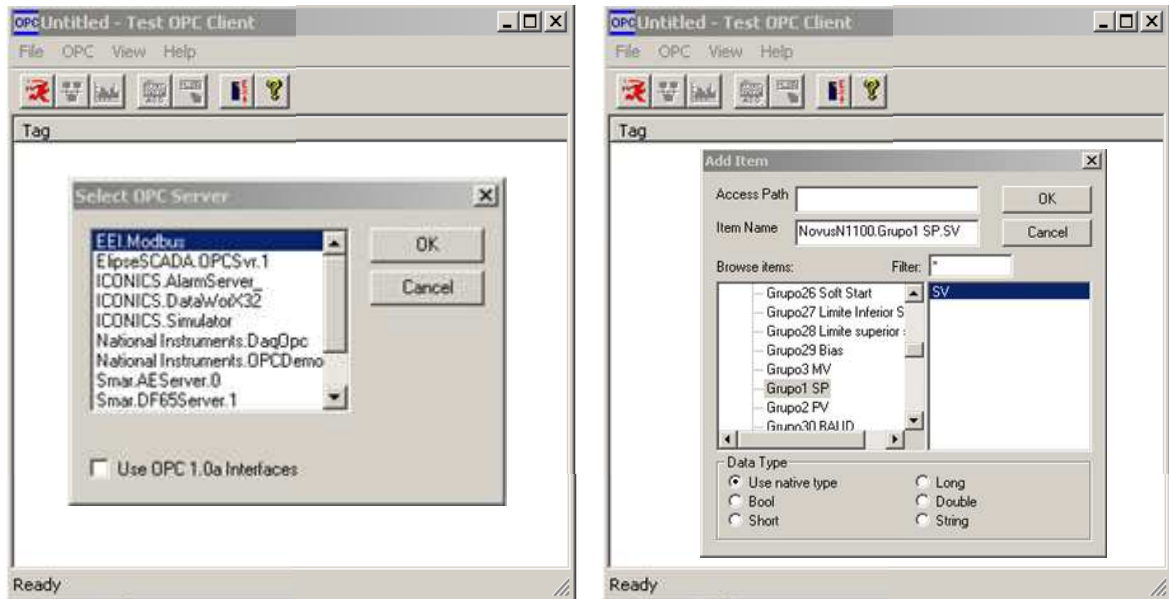 OPC Untitled - Test OPC Client
File OPC View Help
Tag
Select OPC Server
EEI.Modbus
ElipseSCADA.OPCSvr.1
ICONICS.AlarmServer_
ICONICS.DataWorX32
ICONICS.Simulator
National Instruments.DaqOpc
National Instruments.OPCDemo
Smar.AEServer.0
Smar.DF65Server.1
OK
Cancel
Use OPC 1.0a Interfaces
Ready
OPC Untitled - Test OPC Client
File OPC View Help
Tag
Add Item
Access Path
OK
Item Name NovusN1100.Grupo1 SP.SV
Cancel
Browse items: Filter: *
Grupo26 Soft Start
Grupo27 Limite Inferior S
Grupo28 Limite superior
Grupo29 Bias
Grupo3 MV
Grupo1 SP
Grupo2 PV
Grupo30 BAUD
SV
Data Type
Use native type Long
Bool Double
Short String
Ready